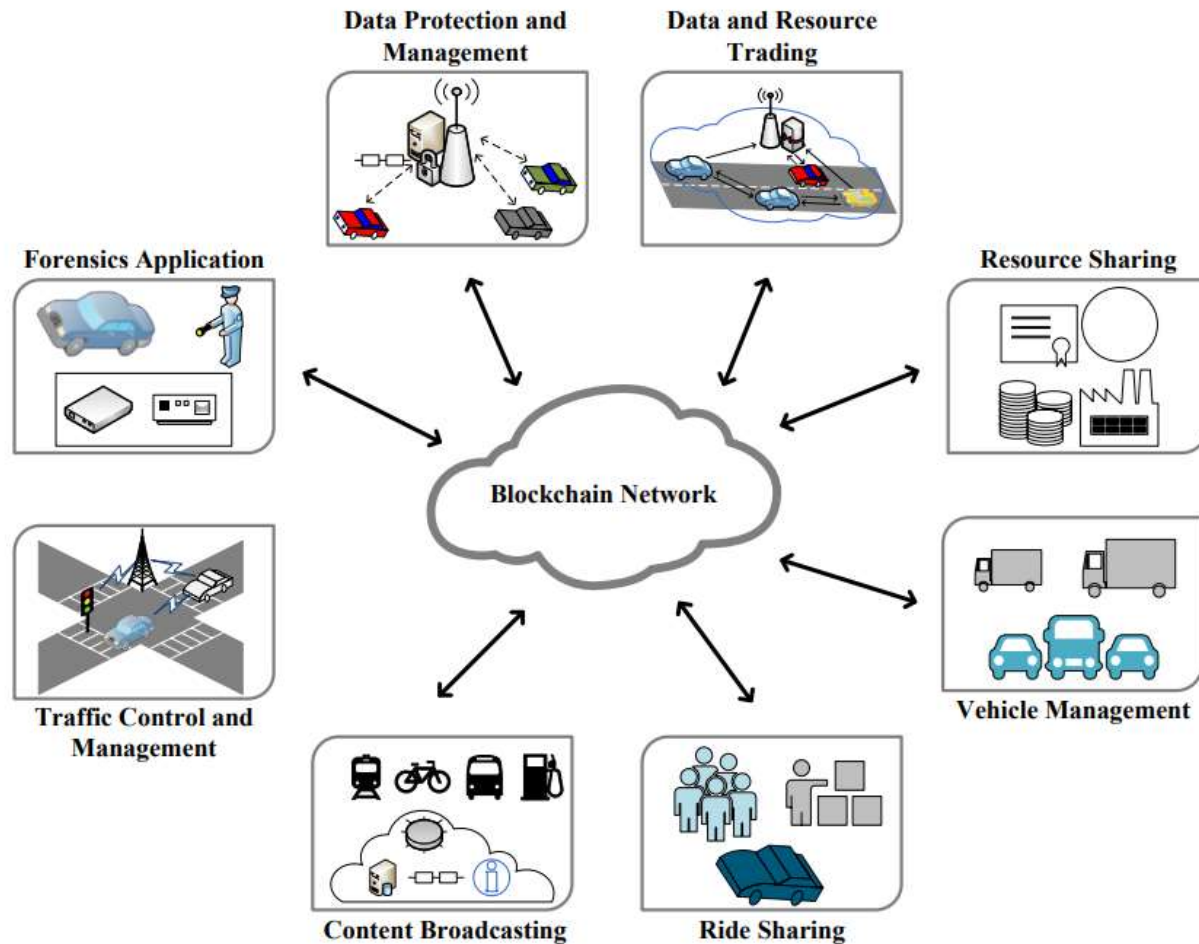 Data Protection and
Management
Data and Resource
Trading
Forensics Application
Resource Sharing
Blockchain Network
Traffic Control and
Management
Vehicle Management
Content Broadcasting
Ride Sharing